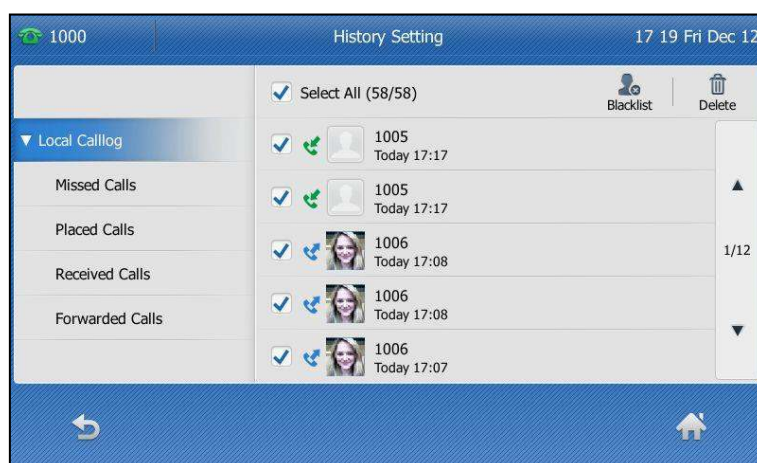 1000 History Setting 17 19 Fri Dec 12
Select All (58/58) Blacklist Delete
▼ Local Calllog
Missed Calls
Placed Calls
Received Calls
Forwarded Calls
1005
Today 17:17
1005
Today 17:17
1006
Today 17:08
1006
Today 17:08
1006
Today 17:07
1/12